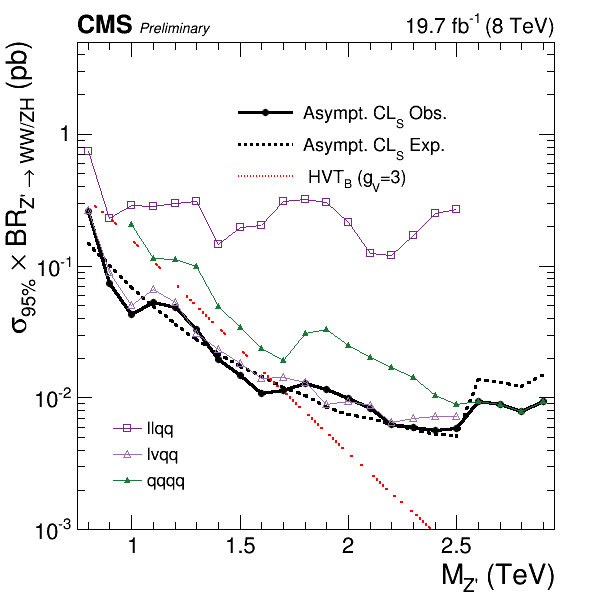 CMS Preliminary 19.7 fb⁻¹ (8 TeV)
σ95% × BRZ' → WW/ZH (pb)
Asympt. CLS Obs.
Asympt. CLS Exp.
HVTB (gV=3)
1
10⁻¹
10⁻²
10⁻³
llqq
lvqq
qqqq
1 1.5 2 2.5
MZ' (TeV)